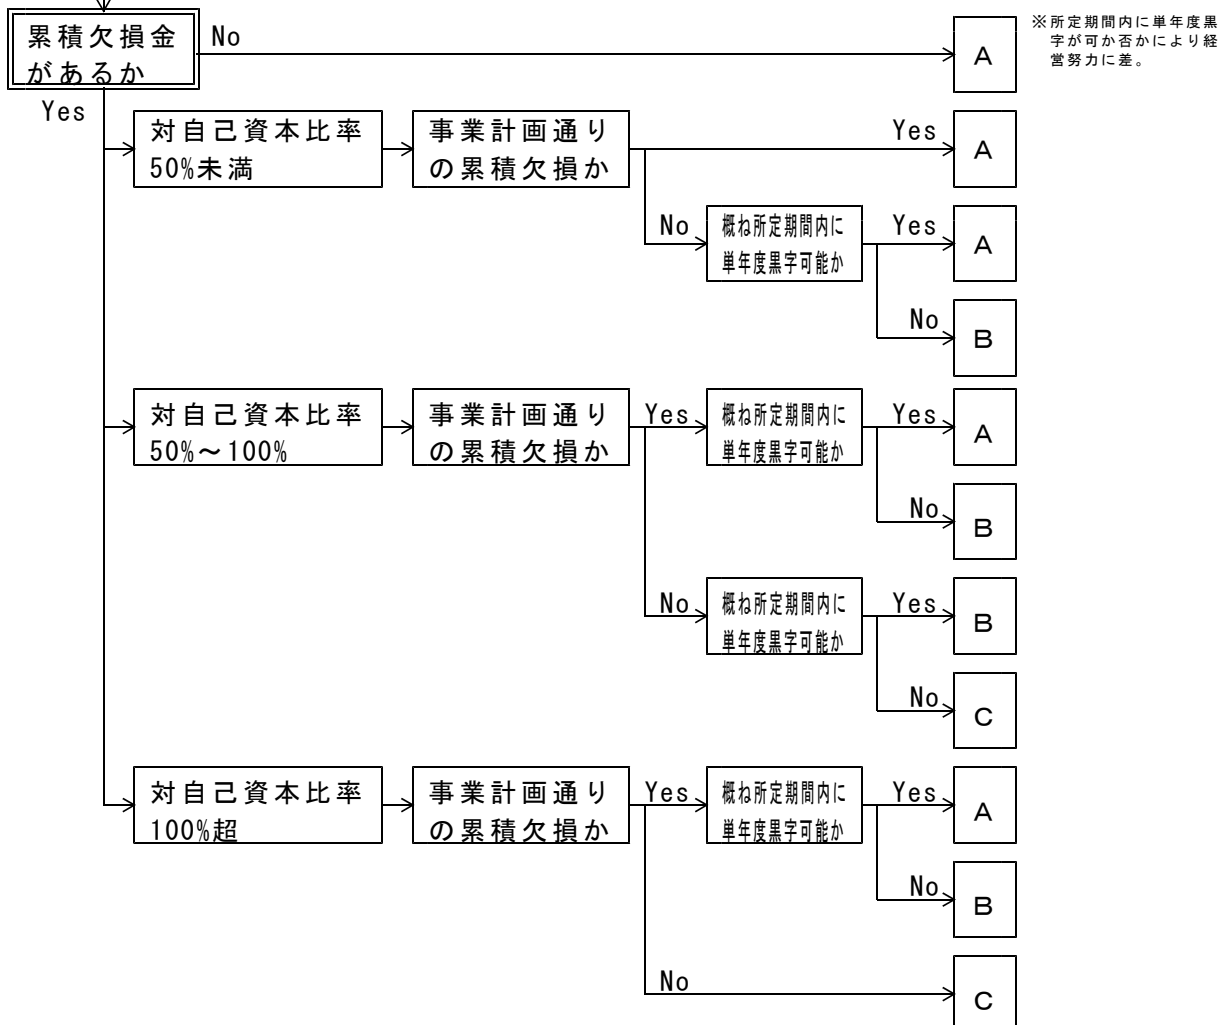 累積欠損金
があるか
No
A
※所定期間内に単年度黒
字が可か否かにより経
営努力に差。
Yes
対自己資本比率
50%未満
事業計画通り
の累積欠損か
Yes
A
No
概ね所定期間内に
単年度黒字可能か
Yes
A
No
B
対自己資本比率
50%～100%
事業計画通り
の累積欠損か
Yes
概ね所定期間内に
単年度黒字可能か
Yes
A
No
B
No
概ね所定期間内に
単年度黒字可能か
Yes
B
No
C
対自己資本比率
100%超
事業計画通り
の累積欠損か
Yes
概ね所定期間内に
単年度黒字可能か
Yes
A
No
B
No
C